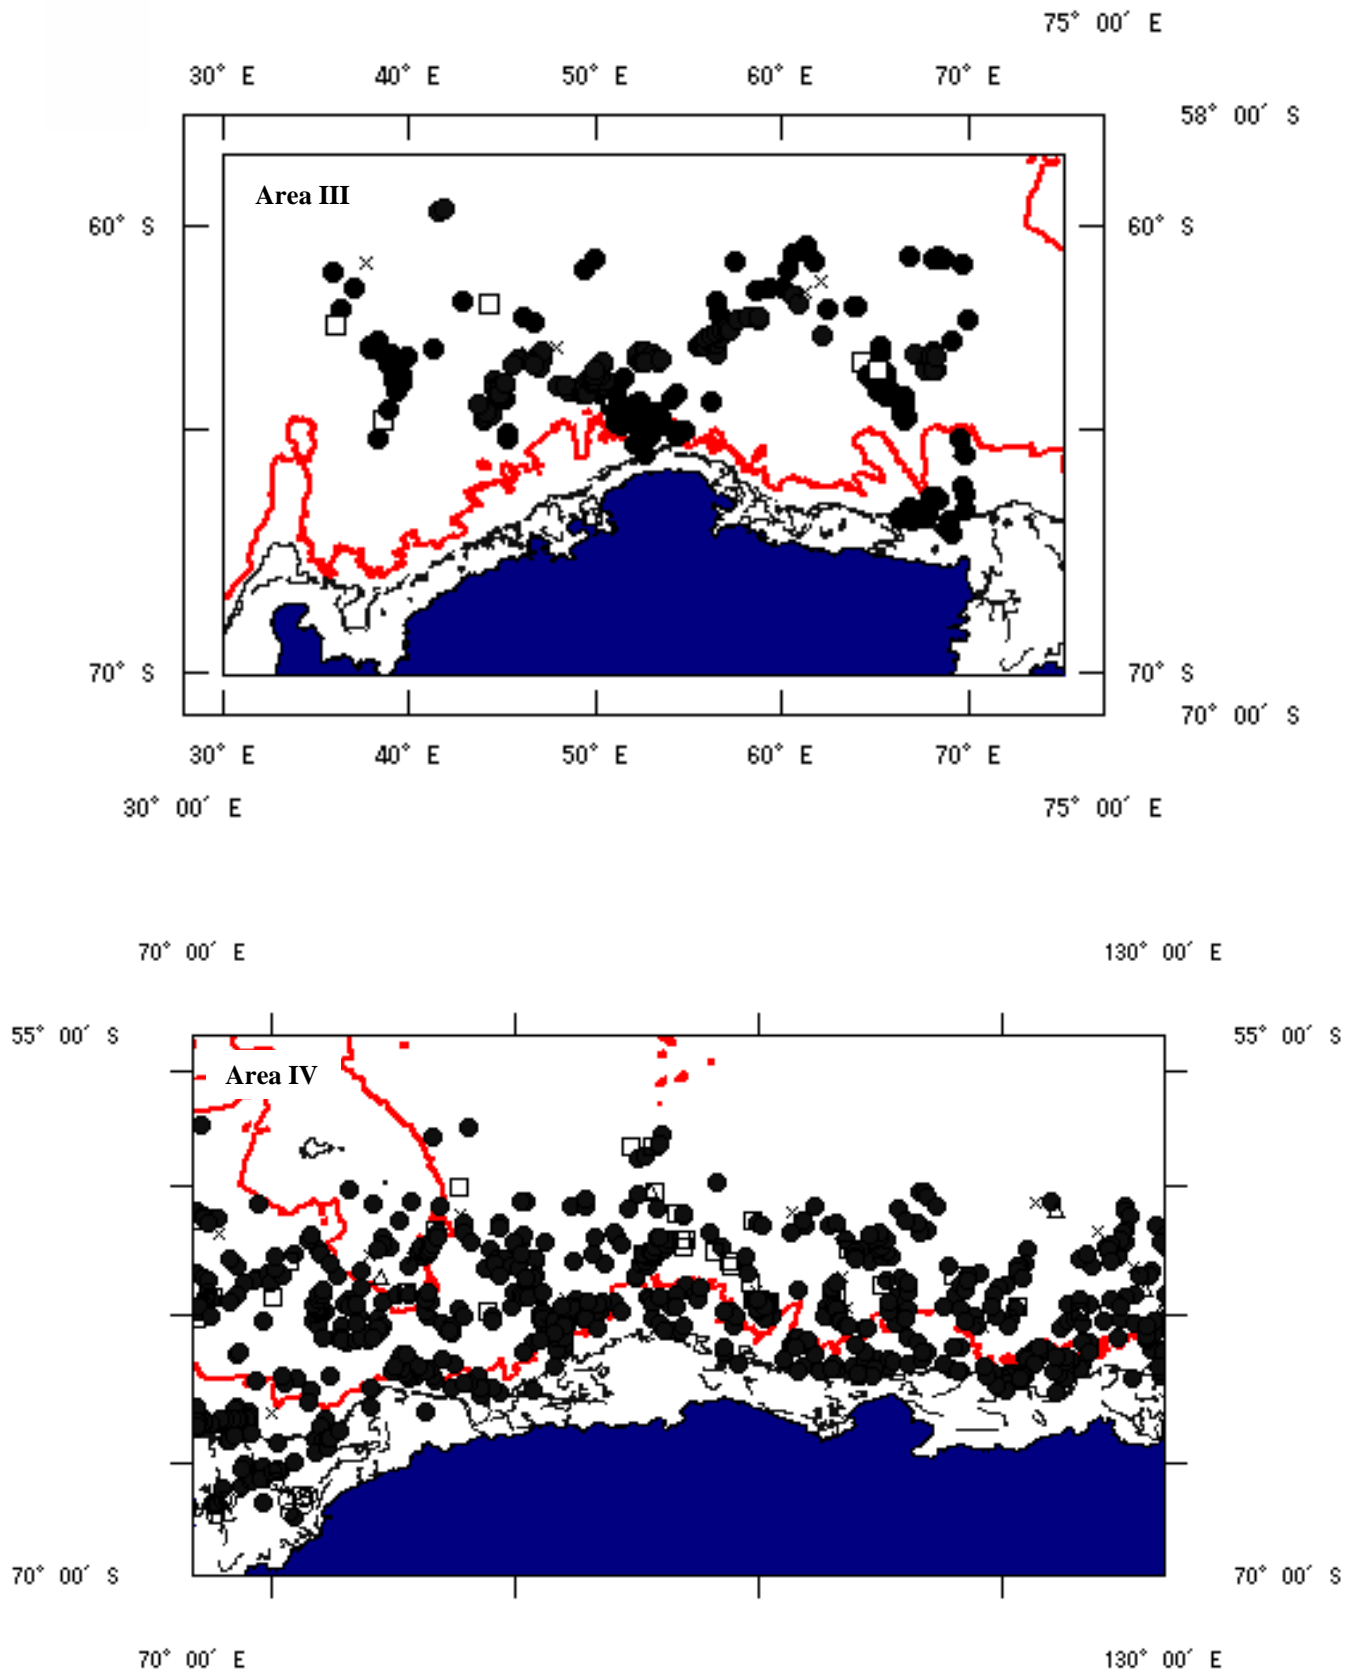 75° 00′ E
30° E 40° E 50° E 60° E 70° E
58° 00′ S
Area III
60° S 60° S
70° S 70° S
70° 00′ S
30° E 40° E 50° E 60° E 70° E
30° 00′ E 75° 00′ E
70° 00′ E 130° 00′ E
55° 00′ S 55° 00′ S
Area IV
70° 00′ S 70° 00′ S
70° 00′ E 130° 00′ E